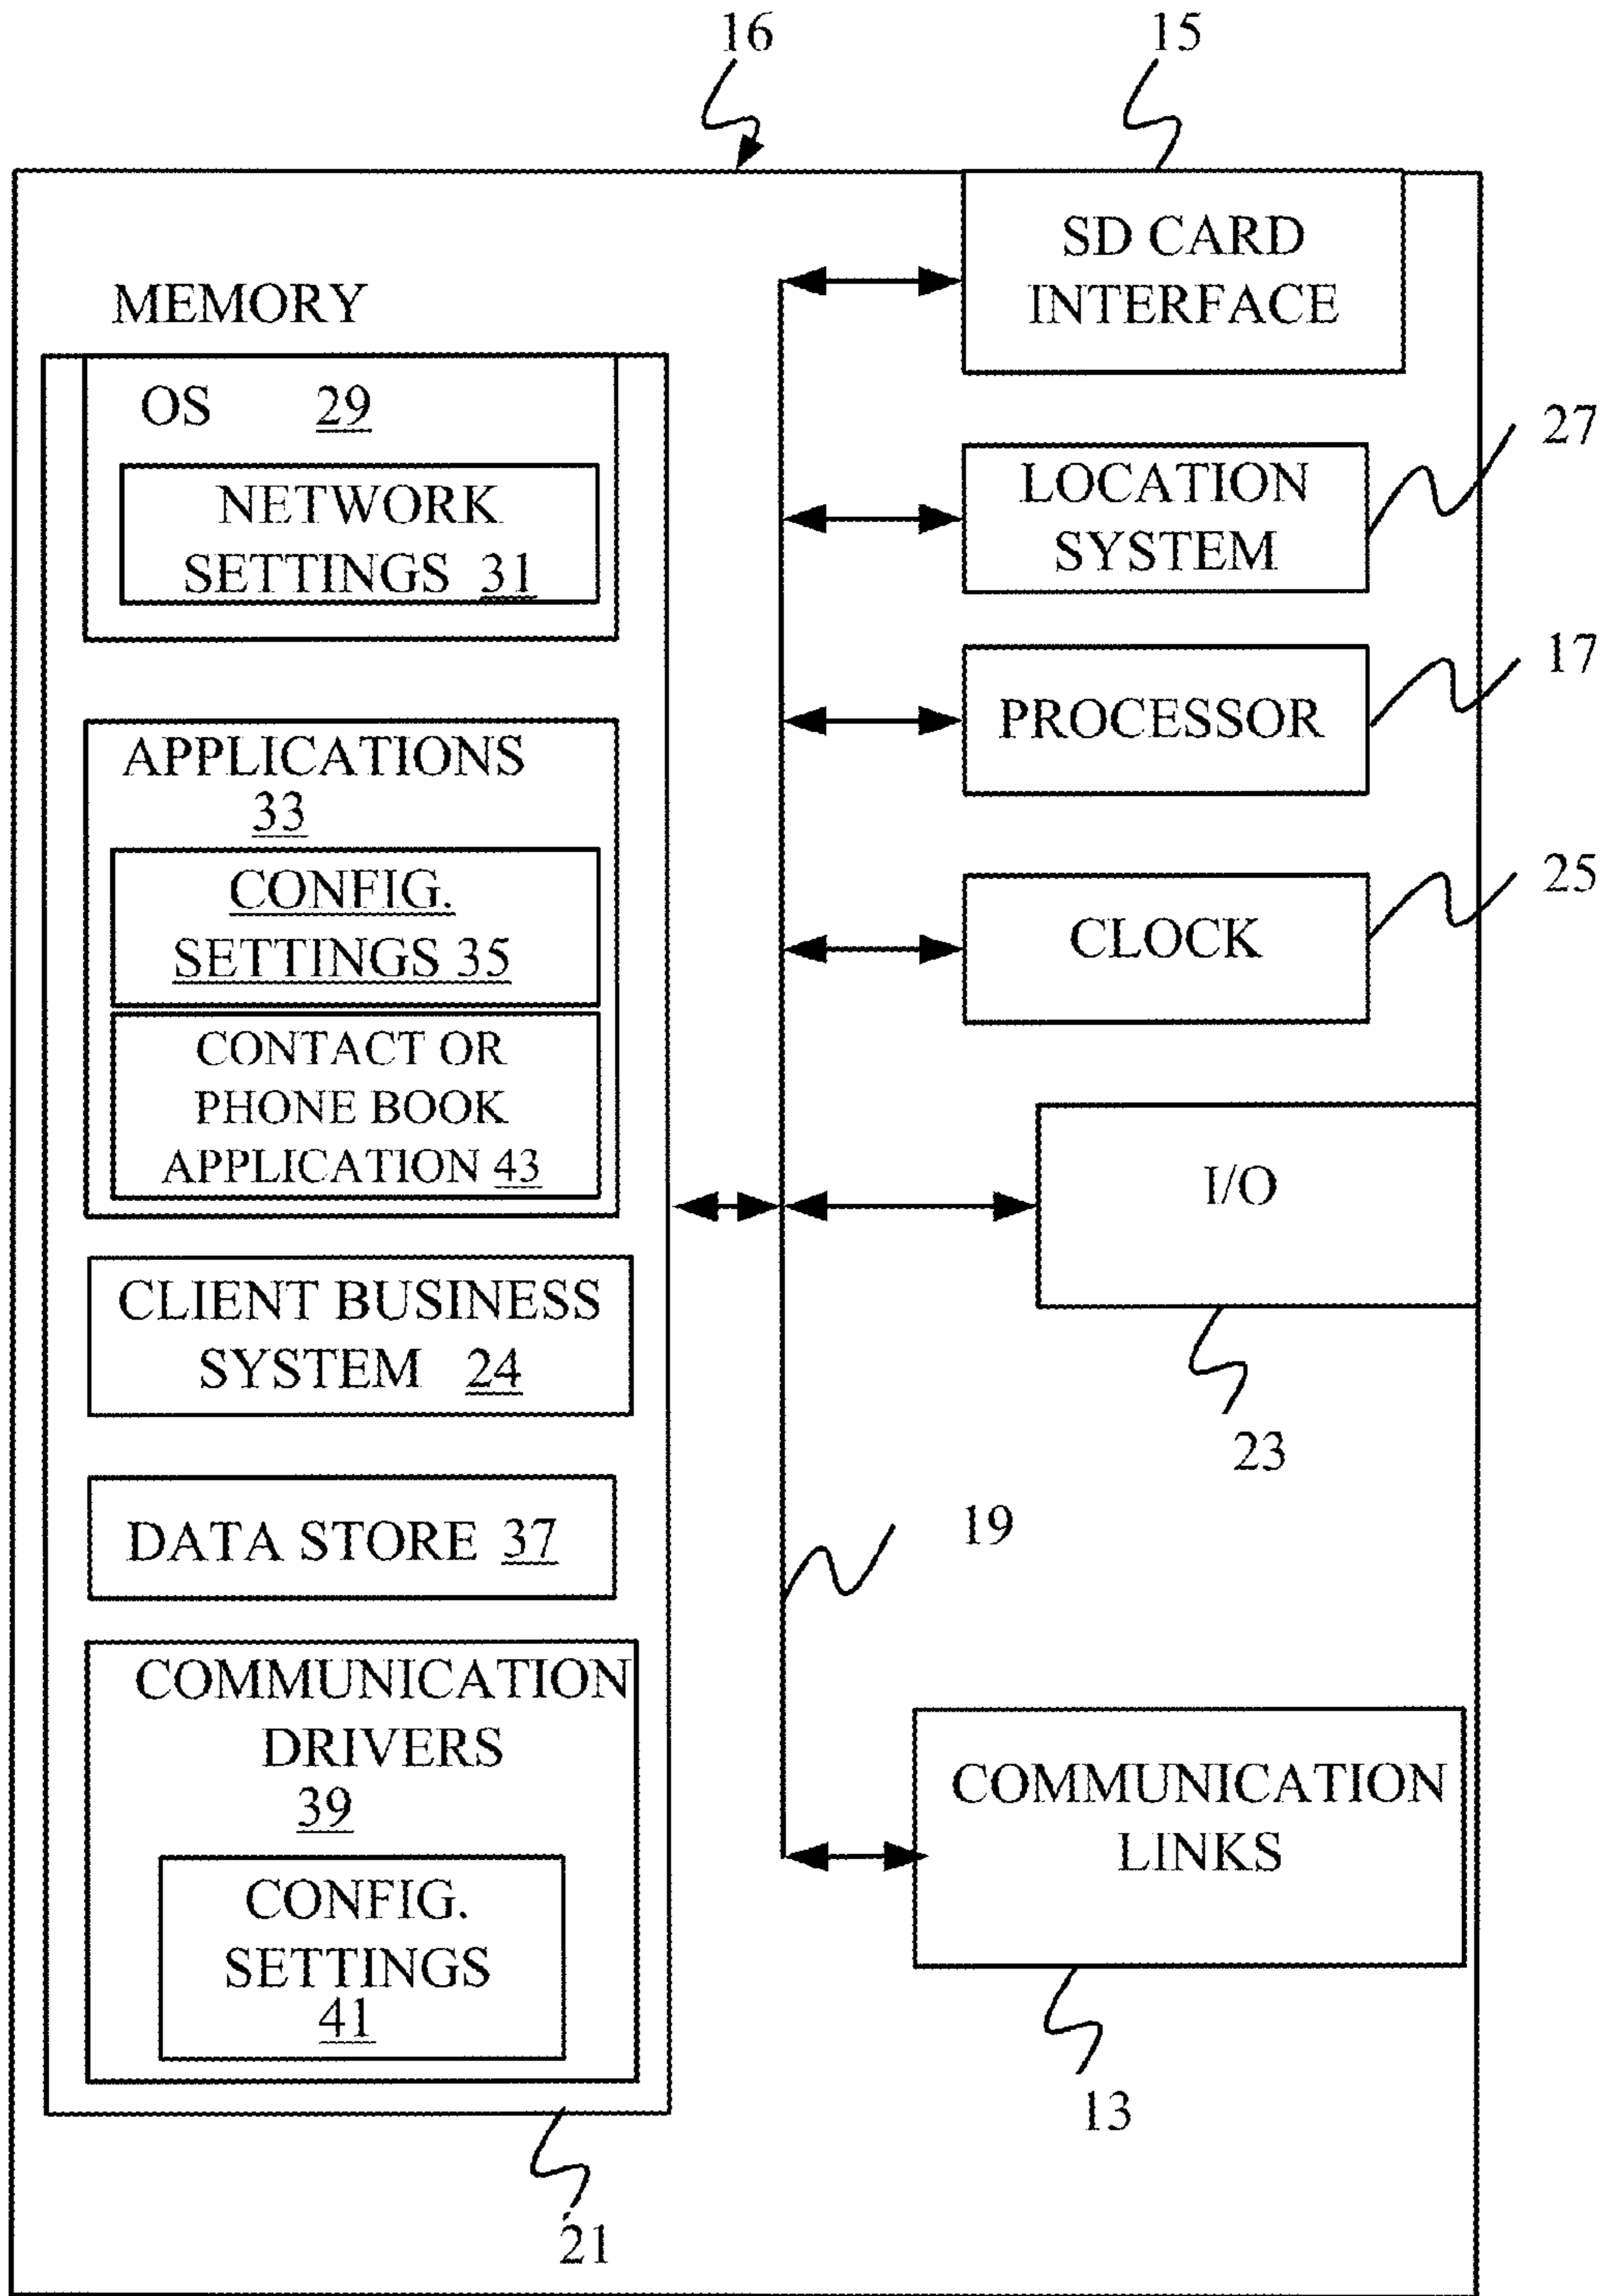 16
15
SD CARD
INTERFACE
MEMORY
OS 29
NETWORK
SETTINGS 31
27
LOCATION
SYSTEM
17
PROCESSOR
APPLICATIONS
33
CONFIG.
SETTINGS 35
CONTACT OR
PHONE BOOK
APPLICATION 43
25
CLOCK
I/O
23
CLIENT BUSINESS
SYSTEM 24
DATA STORE 37
19
COMMUNICATION
DRIVERS
39
CONFIG.
SETTINGS
41
COMMUNICATION
LINKS
13
21